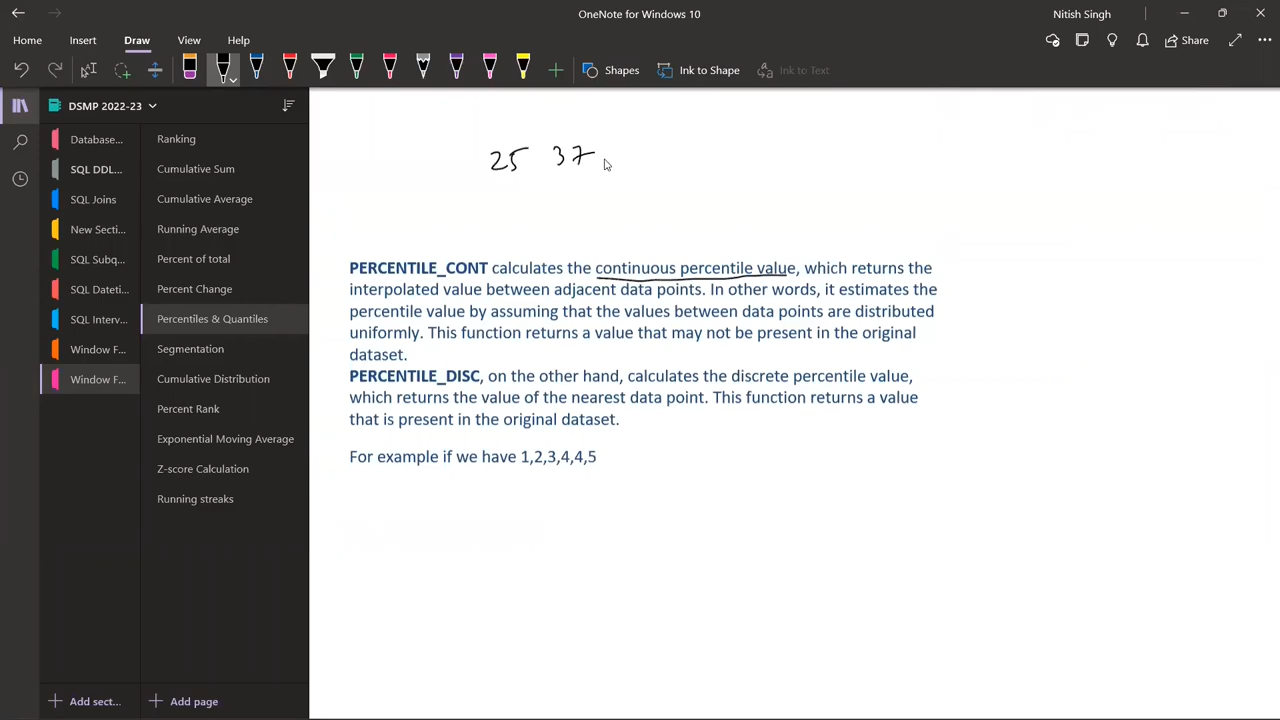 OneNote for Windows 10
Nitish Singh
Home Insert Draw View Help
Share
Shapes Ink to Shape Ink to Text
DSMP 2022-23
Database...
SQL DDL...
SQL Joins
New Secti...
SQL Subq...
SQL Dateti...
SQL Interv...
Window F...
Window F...
Ranking
Cumulative Sum
Cumulative Average
Running Average
Percent of total
Percent Change
Percentiles & Quantiles
Segmentation
Cumulative Distribution
Percent Rank
Exponential Moving Average
Z-score Calculation
Running streaks
Add sect...
Add page
25 37
PERCENTILE_CONT calculates the continuous percentile value, which returns the
interpolated value between adjacent data points. In other words, it estimates the
percentile value by assuming that the values between data points are distributed
uniformly. This function returns a value that may not be present in the original
dataset.
PERCENTILE_DISC, on the other hand, calculates the discrete percentile value,
which returns the value of the nearest data point. This function returns a value
that is present in the original dataset.
For example if we have 1,2,3,4,4,5